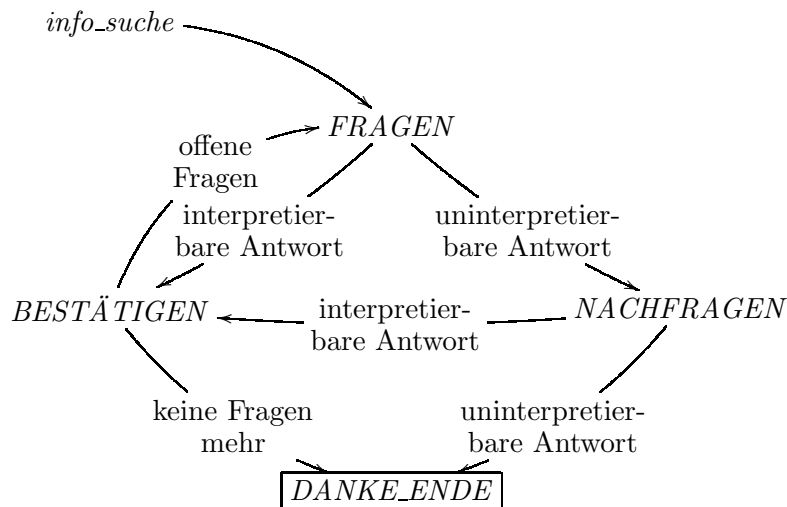 info_suche
FRAGEN
offene
Fragen
interpretier-
bare Antwort
uninterpretier-
bare Antwort
BESTÄTIGEN
interpretier-
bare Antwort
NACHFRAGEN
keine Fragen
mehr
uninterpretier-
bare Antwort
DANKE_ENDE